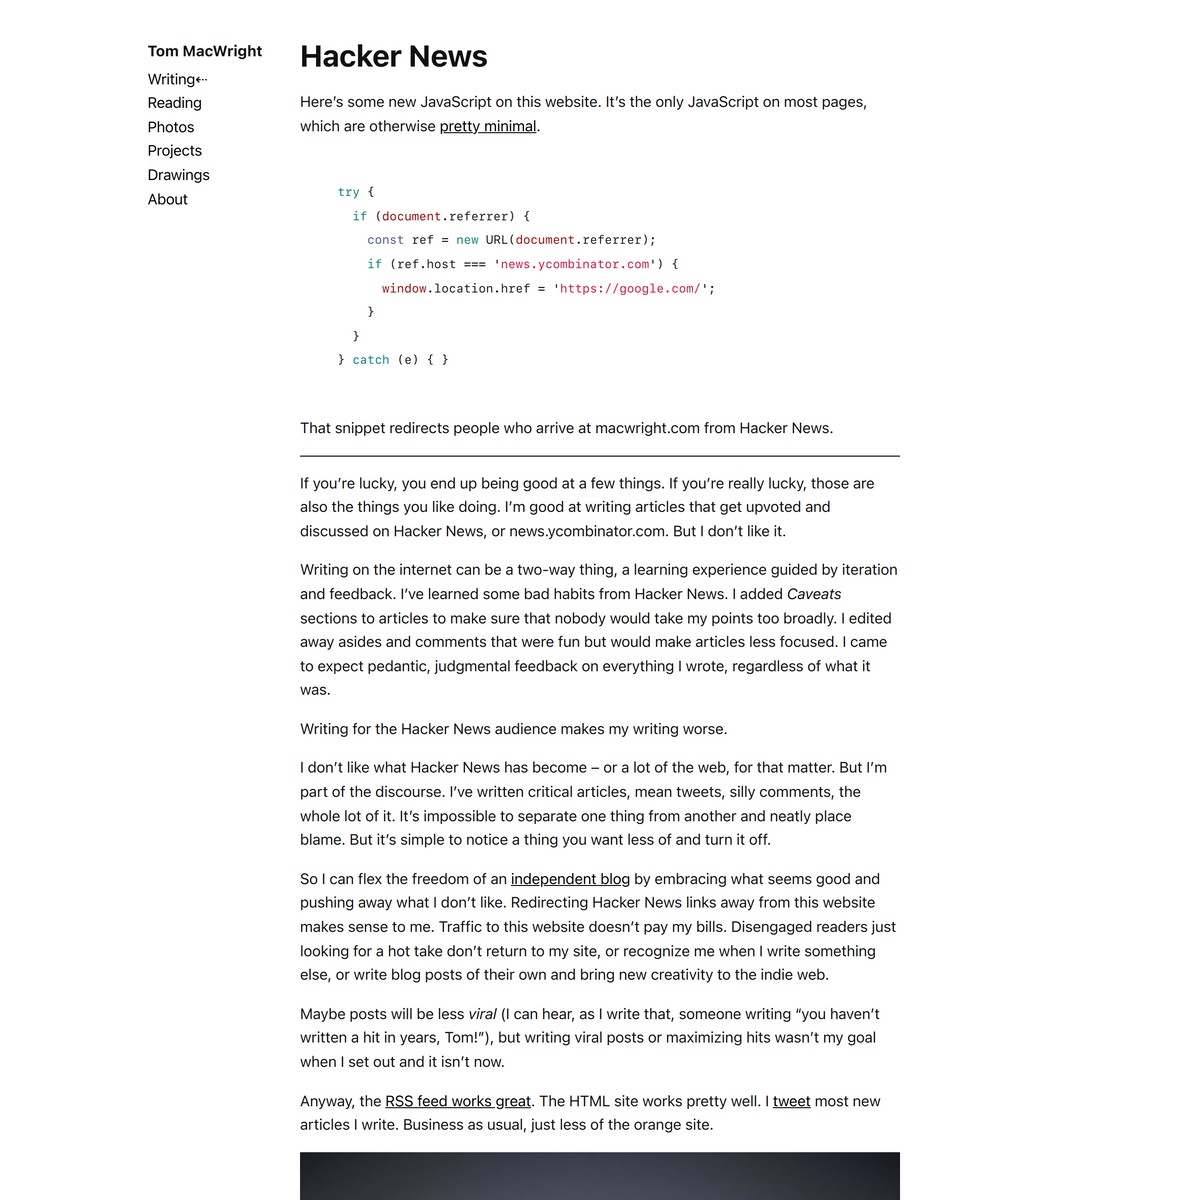 Tom MacWright
Writing⇠
Reading
Photos
Projects
Drawings
About
Hacker News
Here’s some new JavaScript on this website. It’s the only JavaScript on most pages,
which are otherwise pretty minimal.
try {
  if (document.referrer) {
    const ref = new URL(document.referrer);
    if (ref.host === 'news.ycombinator.com') {
      window.location.href = 'https://google.com/';
    }
  }
} catch (e) { }
That snippet redirects people who arrive at macwright.com from Hacker News.
If you’re lucky, you end up being good at a few things. If you’re really lucky, those are
also the things you like doing. I’m good at writing articles that get upvoted and
discussed on Hacker News, or news.ycombinator.com. But I don’t like it.
Writing on the internet can be a two-way thing, a learning experience guided by iteration
and feedback. I’ve learned some bad habits from Hacker News. I added Caveats
sections to articles to make sure that nobody would take my points too broadly. I edited
away asides and comments that were fun but would make articles less focused. I came
to expect pedantic, judgmental feedback on everything I wrote, regardless of what it
was.
Writing for the Hacker News audience makes my writing worse.
I don’t like what Hacker News has become – or a lot of the web, for that matter. But I’m
part of the discourse. I’ve written critical articles, mean tweets, silly comments, the
whole lot of it. It’s impossible to separate one thing from another and neatly place
blame. But it’s simple to notice a thing you want less of and turn it off.
So I can flex the freedom of an independent blog by embracing what seems good and
pushing away what I don’t like. Redirecting Hacker News links away from this website
makes sense to me. Traffic to this website doesn’t pay my bills. Disengaged readers just
looking for a hot take don’t return to my site, or recognize me when I write something
else, or write blog posts of their own and bring new creativity to the indie web.
Maybe posts will be less viral (I can hear, as I write that, someone writing “you haven’t
written a hit in years, Tom!”), but writing viral posts or maximizing hits wasn’t my goal
when I set out and it isn’t now.
Anyway, the RSS feed works great. The HTML site works pretty well. I tweet most new
articles I write. Business as usual, just less of the orange site.